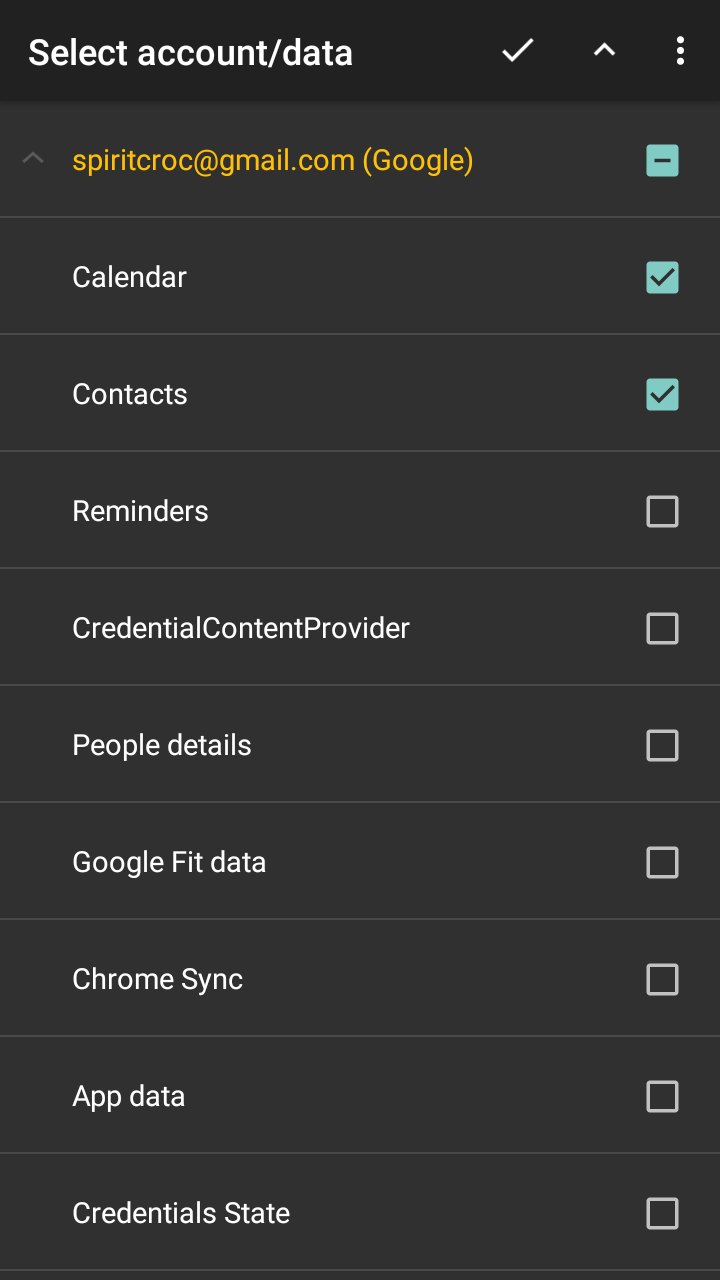 Select account/data
spiritcroc@gmail.com (Google)
Calendar
Contacts
Reminders
CredentialContentProvider
People details
Google Fit data
Chrome Sync
App data
Credentials State